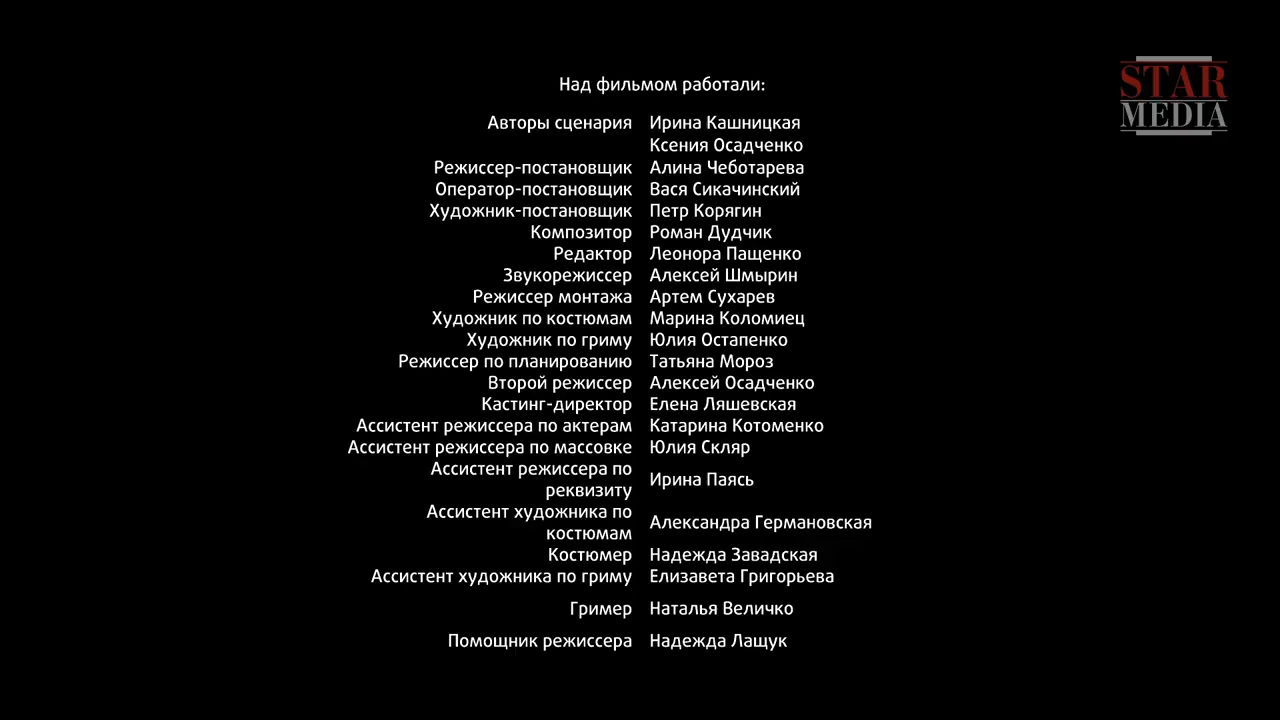 Над фильмом работали:
STAR
MEDIA
Авторы сценария Ирина Кашницкая
Ксения Осадченко
Режиссер-постановщик Алина Чеботарева
Оператор-постановщик Вася Сикачинский
Художник-постановщик Петр Корягин
Композитор Роман Дудчик
Редактор Леонора Пащенко
Звукорежиссер Алексей Шмырин
Режиссер монтажа Артем Сухарев
Художник по костюмам Марина Коломиец
Художник по гриму Юлия Остапенко
Режиссер по планированию Татьяна Мороз
Второй режиссер Алексей Осадченко
Кастинг-директор Елена Ляшевская
Ассистент режиссера по актерам Катарина Котоменко
Ассистент режиссера по массовке Юлия Скляр
Ассистент режиссера по
реквизиту Ирина Паясь
Ассистент художника по
костюмам Александра Германовская
Костюмер Надежда Завадская
Ассистент художника по гриму Елизавета Григорьева
Гример Наталья Величко
Помощник режиссера Надежда Лащук